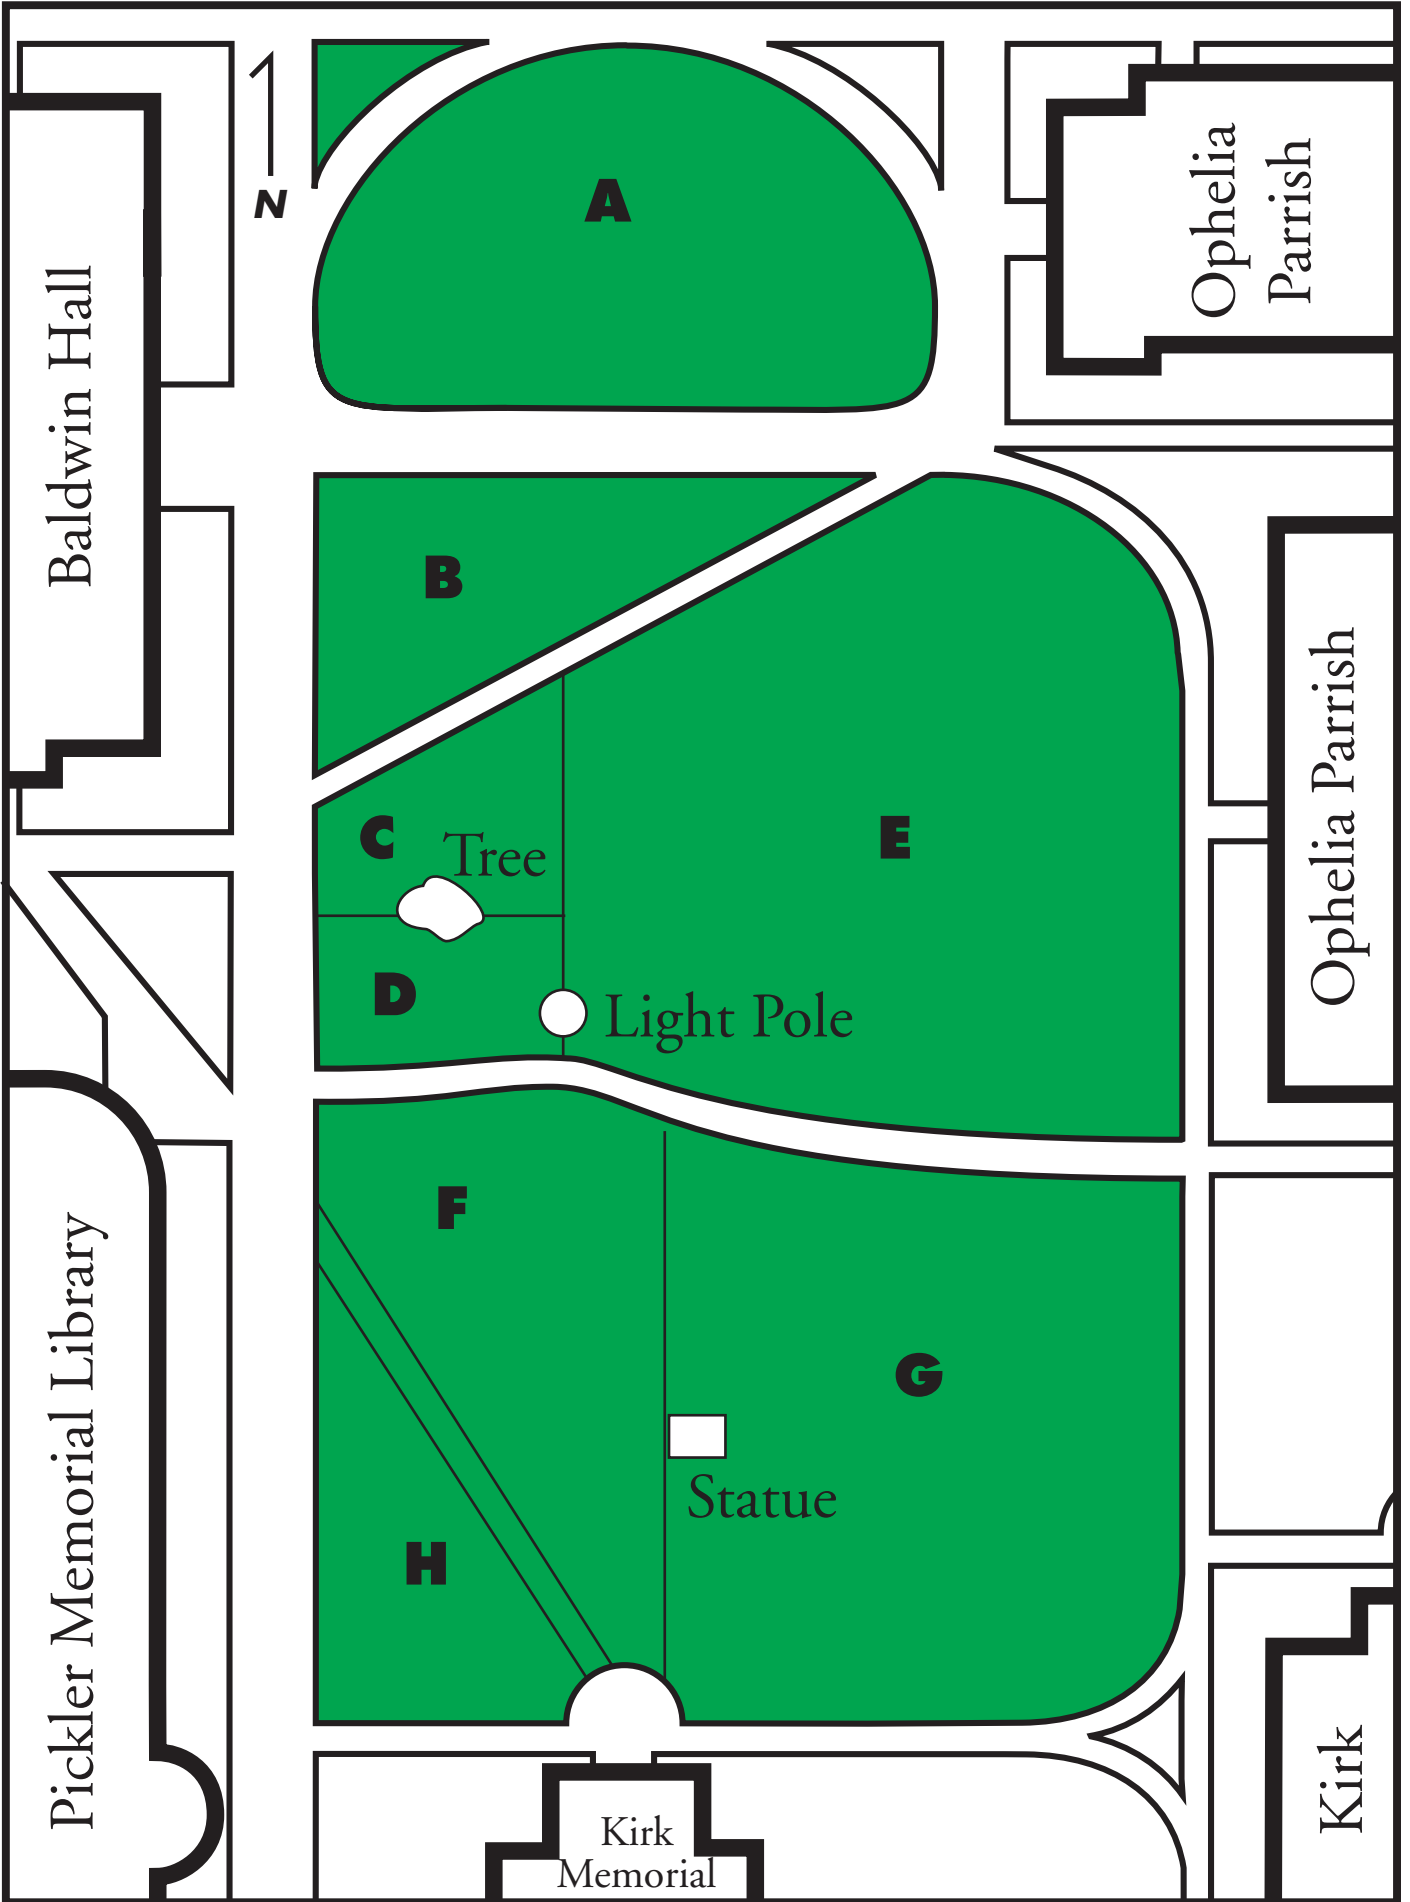 N
A
Ophelia
Parrish
Baldwin Hall
B
C
Tree
E
Ophelia Parrish
D
Light Pole
F
G
Pickler Memorial Library
Statue
H
Kirk
Kirk
Memorial